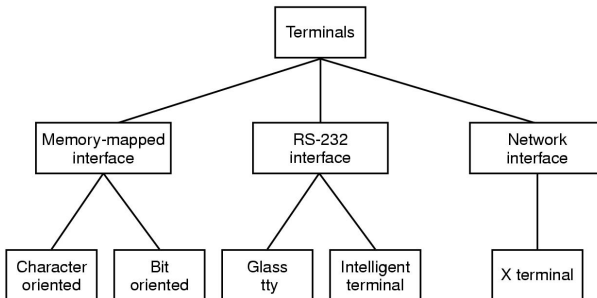 Terminals
Memory-mapped
interface
RS-232
interface
Network
interface
Character
oriented
Bit
oriented
Glass
tty
Intelligent
terminal
X terminal